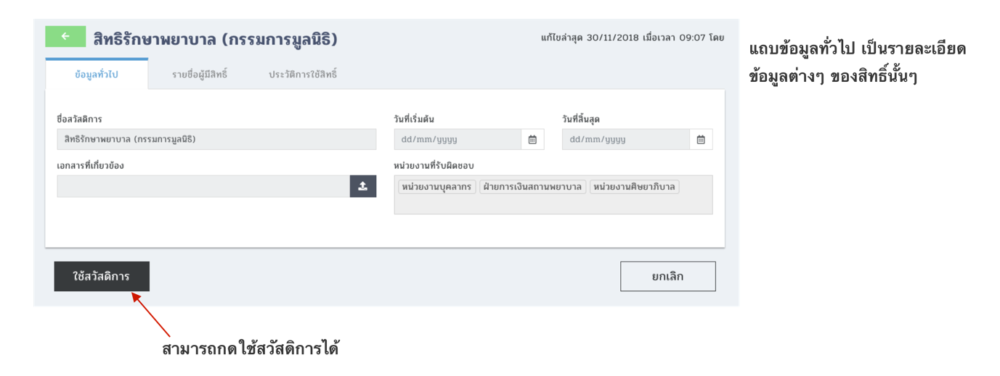 สิทธิรักษาพยาบาล (กรรมการมูลนิธิ)
แก้ไขล่าสุด 30/11/2018 เมื่อเวลา 09:07 โดย
แถบข้อมูลทั่วไป เป็นรายละเอียด
ข้อมูลต่างๆ ของสิทธิ์นั้นๆ
ข้อมูลทั่วไป รายชื่อผู้มีสิทธิ์ ประวัติการใช้สิทธิ์
ชื่อสวัสดิการ วันที่เริ่มต้น วันที่สิ้นสุด
สิทธิรักษาพยาบาล (กรรมการมูลนิธิ) dd/mm/yyyy dd/mm/yyyy
เอกสารที่เกี่ยวข้อง หน่วยงานที่รับผิดชอบ
หน่วยงานบุคลากร ฝ่ายการเงินสถานพยาบาล หน่วยงานศิษยาภิบาล
ใช้สวัสดิการ ยกเลิก
สามารถกดใช้สวัสดิการได้